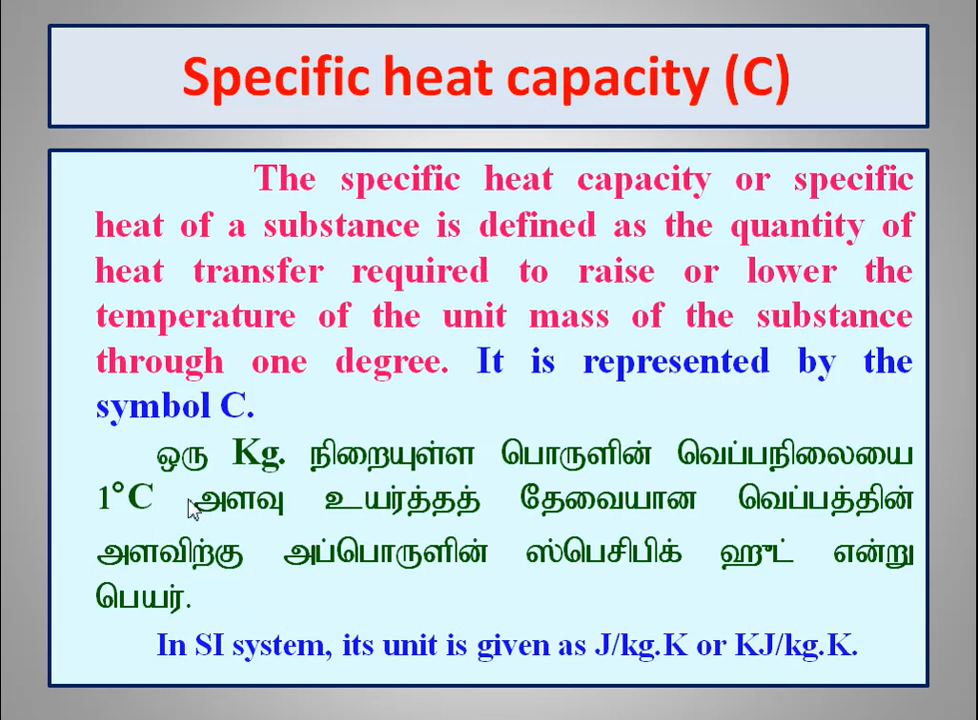 Specific heat capacity (C)
The specific heat capacity or specific
heat of a substance is defined as the quantity of
heat transfer required to raise or lower the
temperature of the unit mass of the substance
through one degree. It is represented by the
symbol C.
ஒரு Kg. நிறையுள்ள பொருளின் வெப்பநிலையை
1°C அளவு உயர்த்தத் தேவையான வெப்பத்தின்
அளவிற்கு அப்பொருளின் ஸ்பெசிபிக் ஹுட் என்று
பெயர்.
In SI system, its unit is given as J/kg.K or KJ/kg.K.